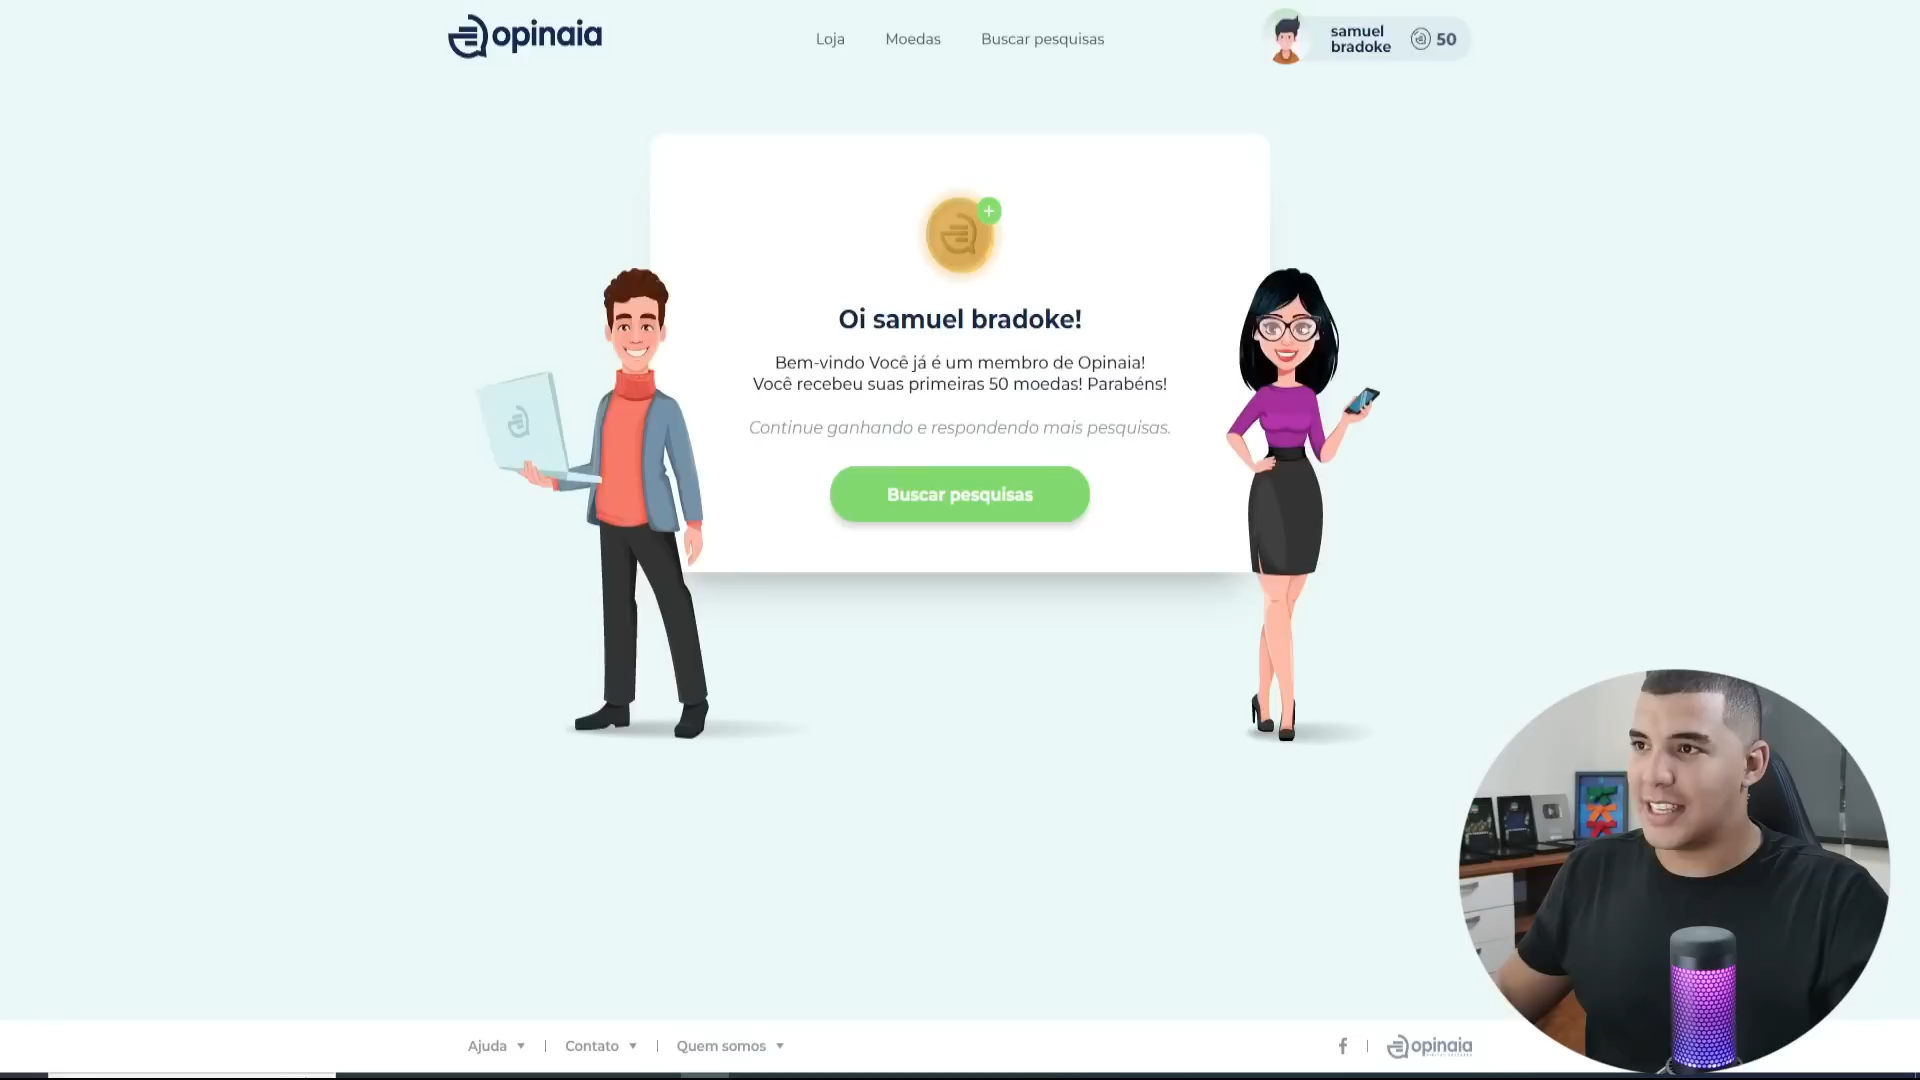 opinaia
Loja
Moedas
Buscar pesquisas
samuel
bradoke
50
Oi samuel bradoke!
Bem-vindo Você já é um membro de Opinaia!
Você recebeu suas primeiras 50 moedas! Parabéns!
Continue ganhando e respondendo mais pesquisas.
Buscar pesquisas
Ajuda
Contato
Quem somos
opinaia